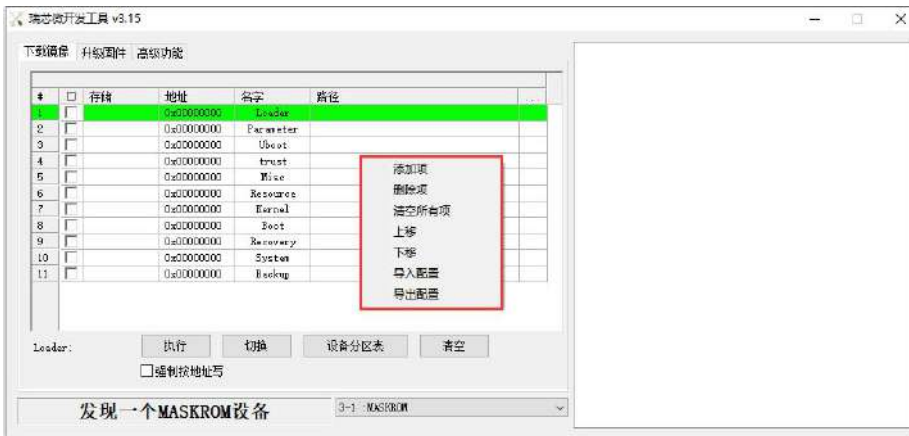 瑞芯微开发工具 v3.15
下载镜像 升级固件 高级功能
# 存储 地址 名字 路径 ...
1 0x00000000 Loader
2 0x00000000 Parameter
3 0x00000000 Uboot
4 0x00000000 trust
5 0x00000000 Misc
6 0x00000000 Resource
7 0x00000000 Kernel
8 0x00000000 Boot
9 0x00000000 Recovery
10 0x00000000 System
11 0x00000000 Backup
添加项
删除项
清空所有项
上移
下移
导入配置
导出配置
Loader: 执行 切换 设备分区表 清空
强制按地址写
发现一个MASKROM设备 3-1 :MASKROM